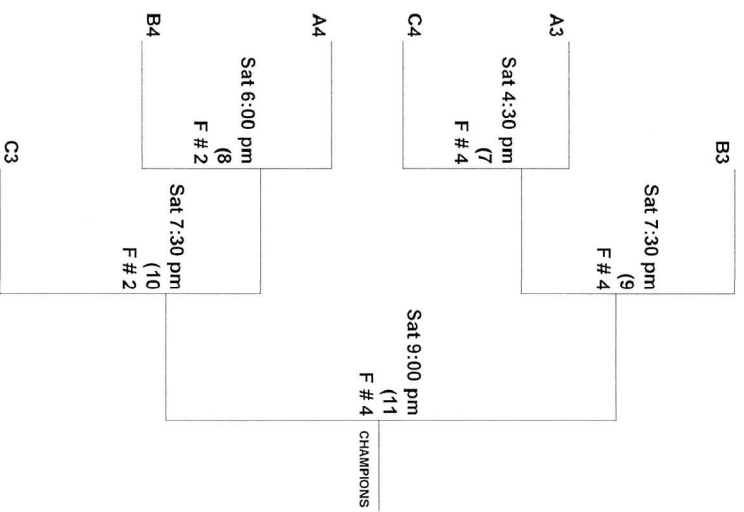 B3
Sat 7:30 pm
(9
F # 4
A3
Sat 4:30 pm
(7
F # 4
C4
Sat 9:00 pm
(11
F # 4
CHAMPIONS
A4
Sat 6:00 pm
(8
F # 2
B4
Sat 7:30 pm
(10
F # 2
C3